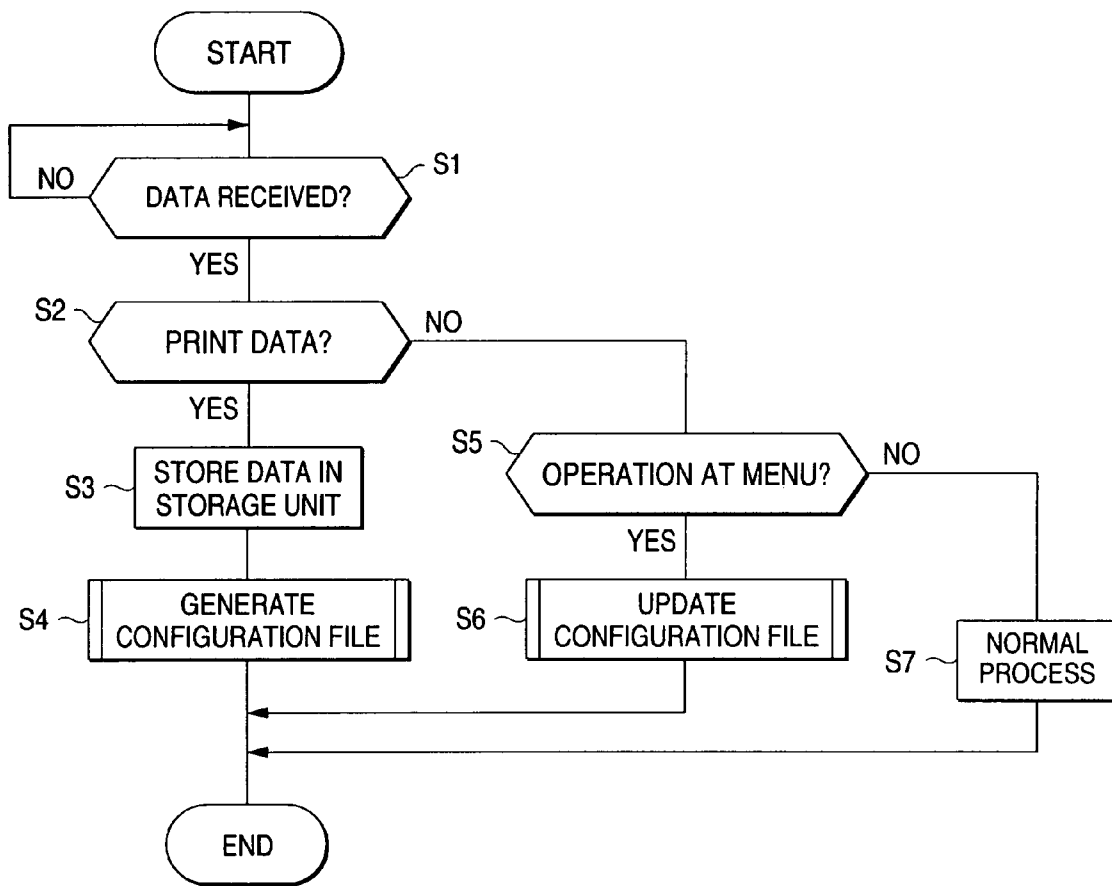 START
NO
S1
DATA RECEIVED?
YES
S2
NO
PRINT DATA?
YES
S5
NO
OPERATION AT MENU?
S3
STORE DATA IN
STORAGE UNIT
YES
S4
GENERATE
CONFIGURATION FILE
S6
UPDATE
CONFIGURATION FILE
S7
NORMAL
PROCESS
END